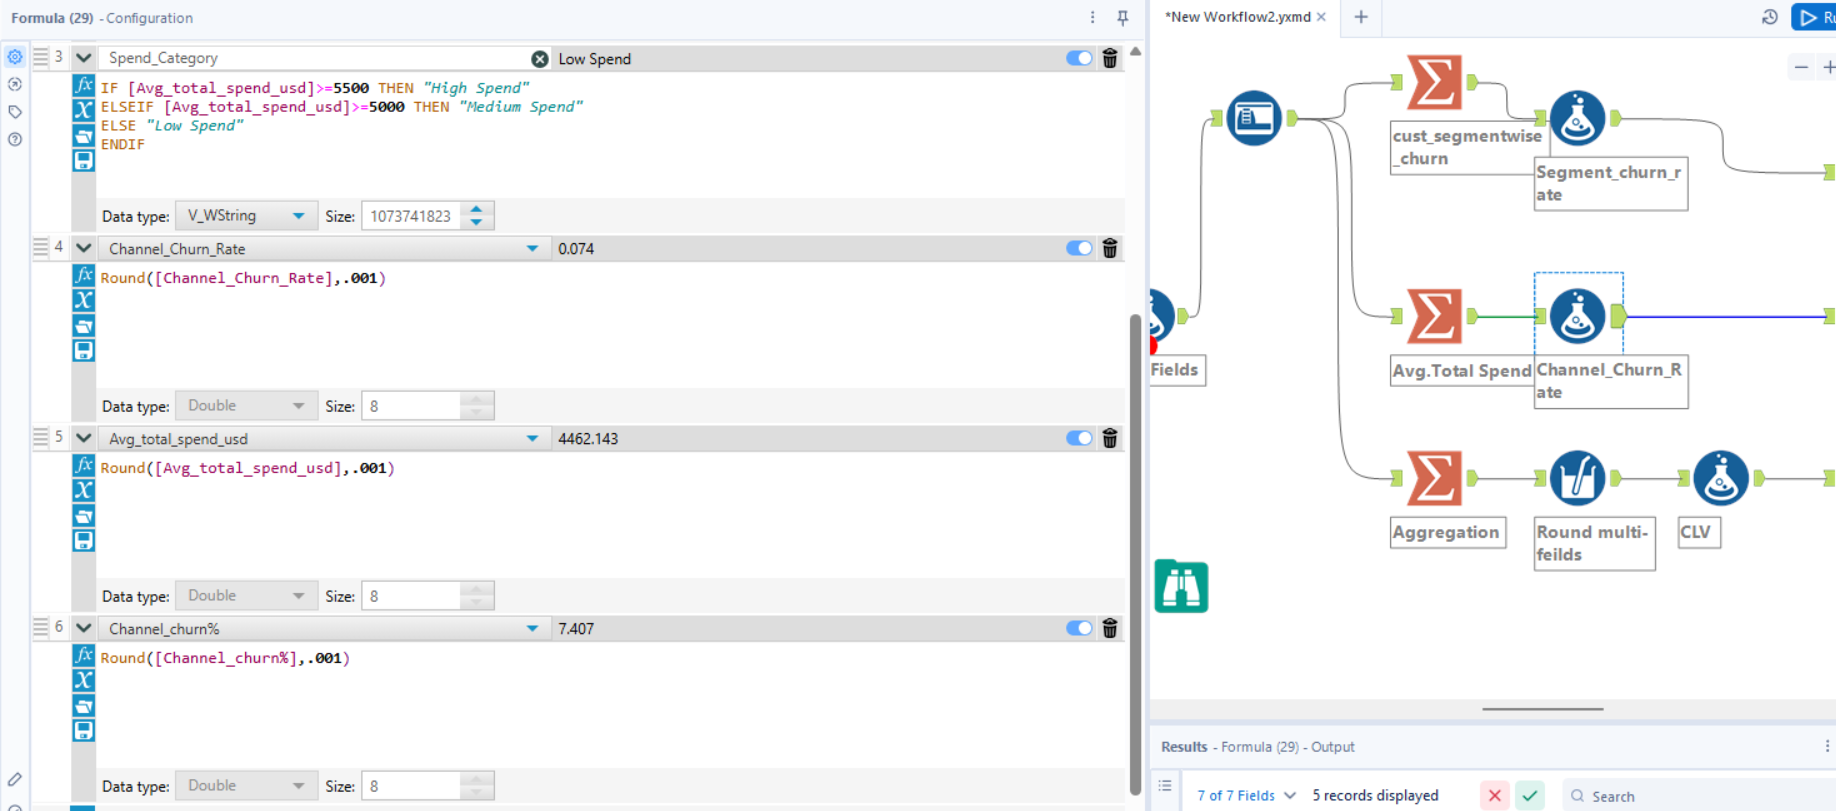 Formula (29) - Configuration
3 Spend_Category Low Spend
IF [Avg_total_spend_usd]>=5500 THEN "High Spend"
ELSEIF [Avg_total_spend_usd]>=5000 THEN "Medium Spend"
ELSE "Low Spend"
ENDIF
Data type: V_WString Size: 1073741823
4 Channel_Churn_Rate 0.074
Round([Channel_Churn_Rate],.001)
Data type: Double Size: 8
5 Avg_total_spend_usd 4462.143
Round([Avg_total_spend_usd],.001)
Data type: Double Size: 8
6 Channel_churn% 7.407
Round([Channel_churn%],.001)
Data type: Double Size: 8
*New Workflow2.yxmd
Ru
cust_segmentwise
_churn
Segment_churn_r
ate
Fields
Avg.Total Spend
Channel_Churn_R
ate
Aggregation
Round multi-
feilds
CLV
Results - Formula (29) - Output
7 of 7 Fields 5 records displayed Search